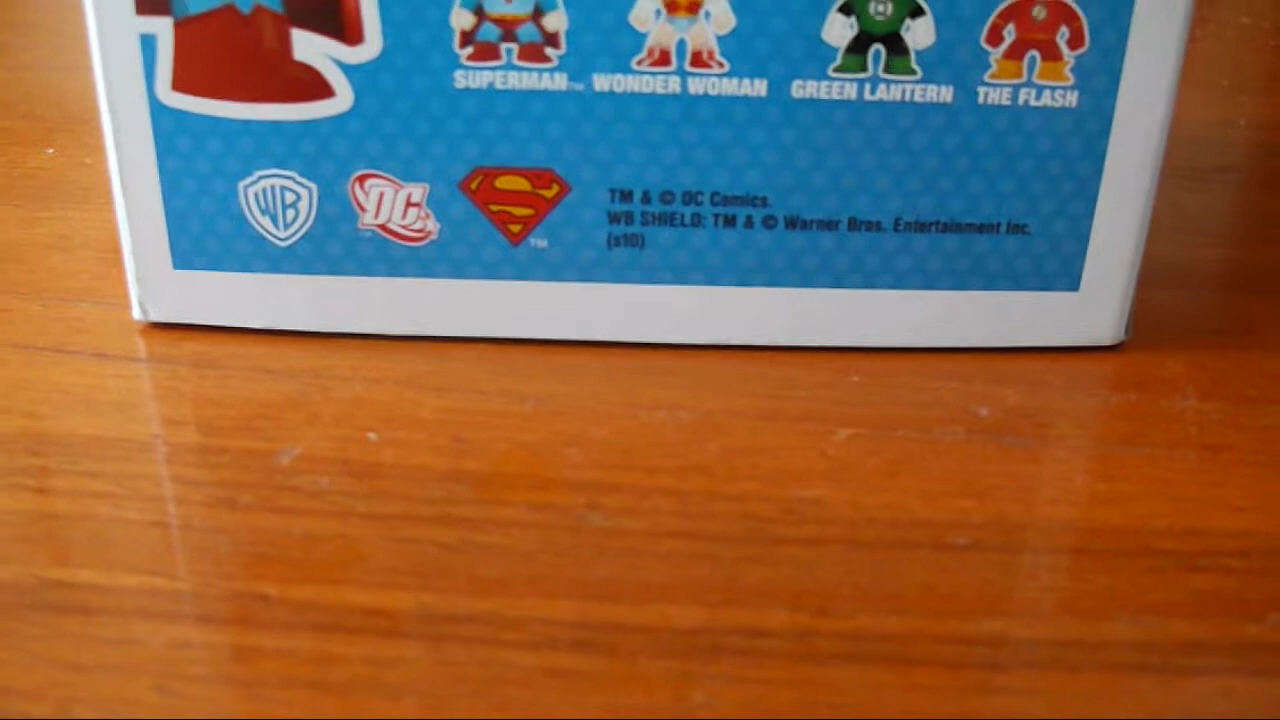 SUPERMAN™ WONDER WOMAN GREEN LANTERN THE FLASH
WB DC S TM
TM & © DC Comics.
WB SHIELD: TM & © Warner Bros. Entertainment Inc.
(s10)